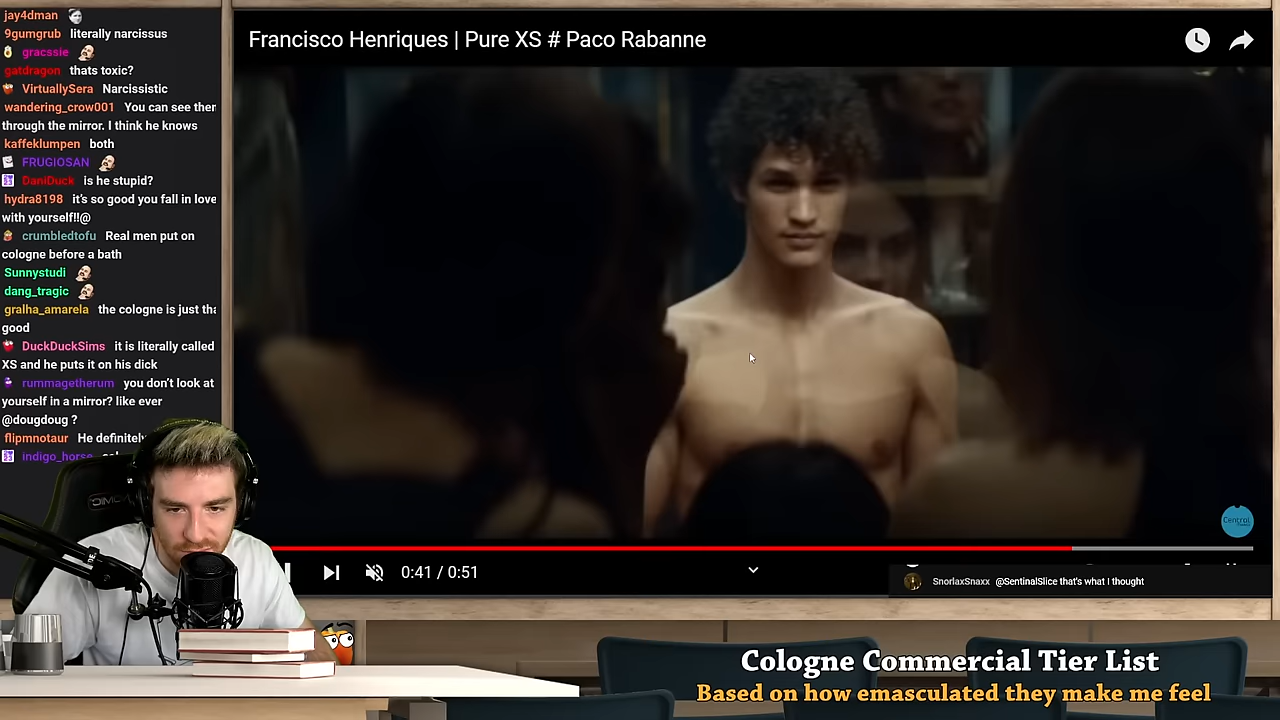 jay4dman
9gumgrub literally narcissus
gracssie
gatdragon thats toxic?
VirtuallySera Narcissistic
wandering_crow001 You can see
through the mirror. I think he knows
kaffeklumpen both
FRUGIOSAN
DaniDuck is he stupid?
hydra8198 it's so good you fall in love
with yourself!!@
crumbledtofu Real men put on
cologne before a bath
Sunnystudi
dang_tragic
gralha_amarela the cologne is just
good
DuckDuckSims it is literally called
XS and he puts it on his dick
rummagetherum you don't look at
yourself in a mirror? like ever
@dougdoug ?
flipmnotaur He definitely
indigo_horse
Francisco Henriques | Pure XS # Paco Rabanne
Central
0:41 / 0:51
SnorlaxSnaxx @SentinalSlice that's what I thought
Cologne Commercial Tier List
Based on how emasculated they make me feel